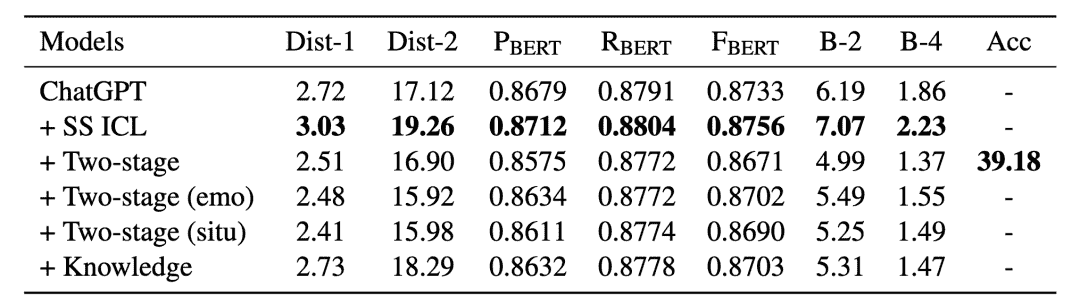 Models Dist-1 Dist-2 PBERT RBERT FBERT B-2 B-4 Acc
ChatGPT 2.72 17.12 0.8679 0.8791 0.8733 6.19 1.86 -
+ SS ICL 3.03 19.26 0.8712 0.8804 0.8756 7.07 2.23 -
+ Two-stage 2.51 16.90 0.8575 0.8772 0.8671 4.99 1.37 39.18
+ Two-stage (emo) 2.48 15.92 0.8634 0.8772 0.8702 5.49 1.55 -
+ Two-stage (situ) 2.41 15.98 0.8611 0.8774 0.8690 5.25 1.49 -
+ Knowledge 2.73 18.29 0.8632 0.8778 0.8703 5.31 1.47 -